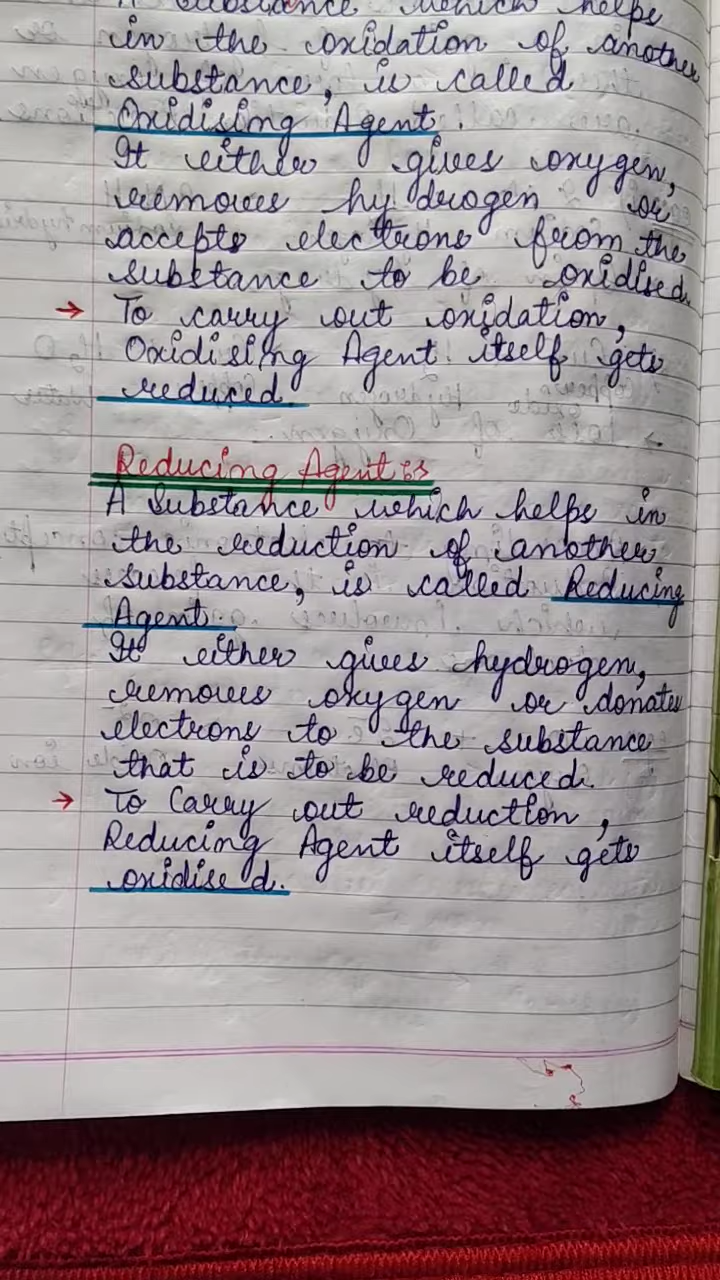 A substance which helps
in the oxidation of another
substance, is called
Oxidising Agent.
It either gives oxygen,
removes hydrogen or
accepts electrons from the
substance to be oxidised.
→ To carry out oxidation,
Oxidising Agent itself gets
reduced.
Reducing Agent :-
A Substance which helps in
the reduction of another
substance, is called Reducing
Agent.
It either gives hydrogen,
removes oxygen or donates
electrons to the substance
that is to be reduced.
→ To Carry out reduction,
Reducing Agent itself gets
oxidised.